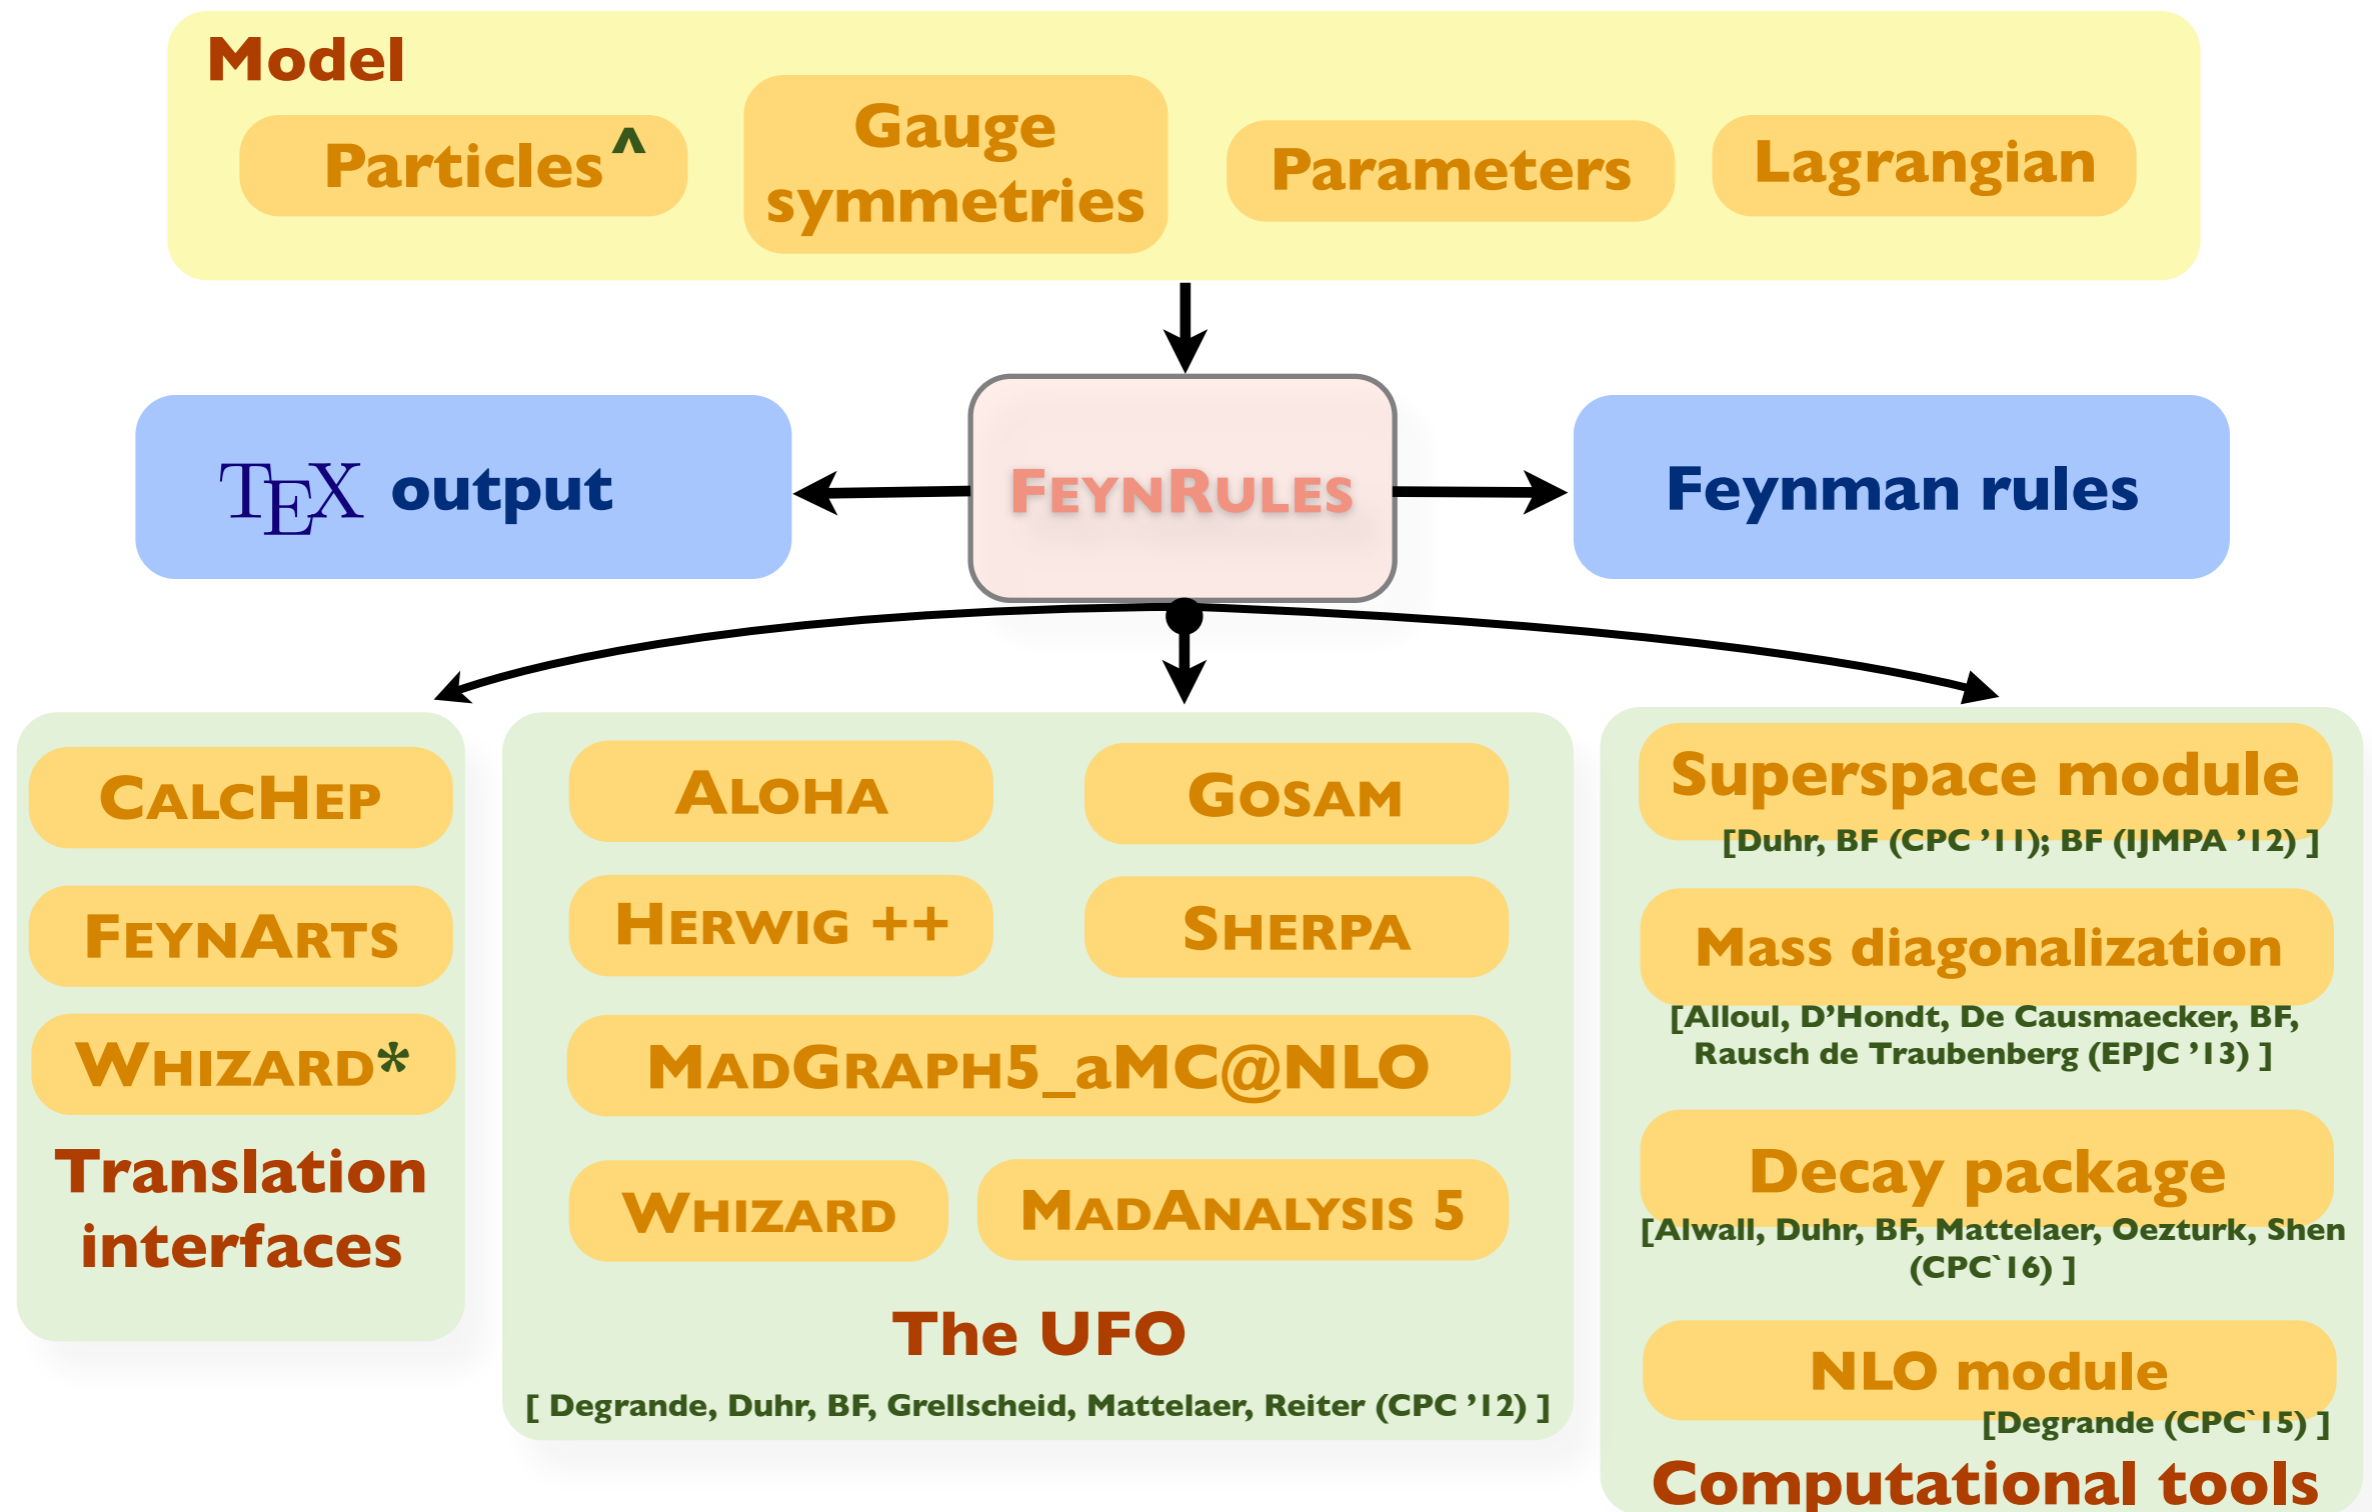 Model
Particles^
Gauge
symmetries
Parameters
Lagrangian
TEX output
FEYNRULES
Feynman rules
CALCHEP
FEYNARTS
WHIZARD*
Translation
interfaces
ALOHA
GOSAM
HERWIG ++
SHERPA
MADGRAPH5_aMC@NLO
WHIZARD
MADANALYSIS 5
The UFO
[ Degrande, Duhr, BF, Grellscheid, Mattelaer, Reiter (CPC ’12) ]
Superspace module
[Duhr, BF (CPC ’11); BF (IJMPA ’12) ]
Mass diagonalization
[Alloul, D’Hondt, De Causmaecker, BF,
Rausch de Traubenberg (EPJC ’13) ]
Decay package
[Alwall, Duhr, BF, Mattelaer, Oezturk, Shen
(CPC`16) ]
NLO module
[Degrande (CPC`15) ]
Computational tools